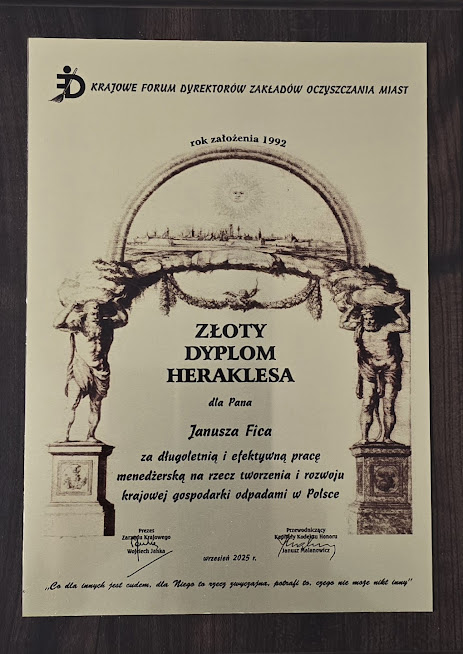 KRAJOWE FORUM DYREKTORÓW ZAKŁADÓW OCZYSZCZANIA MIAST
rok założenia 1992
ZŁOTY
DYPLOM
HERAKLESA
dla Pana
Janusza Fica
za długoletnią i efektywną pracę
menedżerską na rzecz tworzenia i rozwoju
krajowej gospodarki odpadami w Polsce
Prezes
Zarządu Krajowego
Wojciech Jańka
Przewodniczący
Kapituły Kodeksu Honoru
Janusz Malanowicz
wrzesień 2025 r.
„Co dla innych jest cudem, dla Niego to rzecz zwyczajna, potrafi to, czego nie może nikt inny"